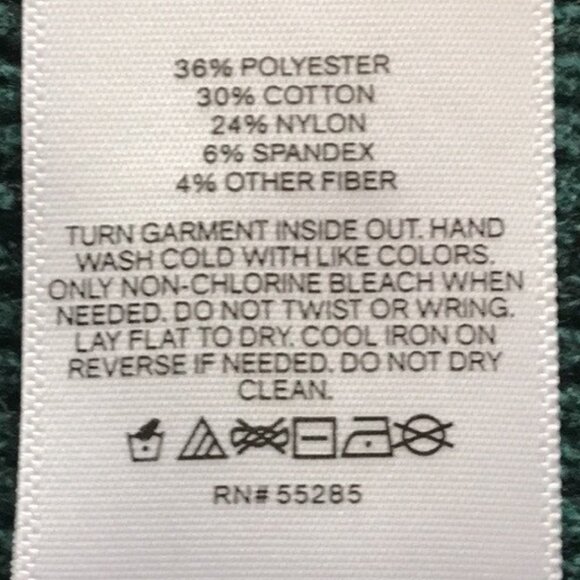 36% POLYESTER
30% COTTON
24% NYLON
6% SPANDEX
4% OTHER FIBER
TURN GARMENT INSIDE OUT. HAND
WASH COLD WITH LIKE COLORS.
ONLY NON-CHLORINE BLEACH WHEN
NEEDED. DO NOT TWIST OR WRING.
LAY FLAT TO DRY. COOL IRON ON
REVERSE IF NEEDED. DO NOT DRY
CLEAN.
RN# 55285